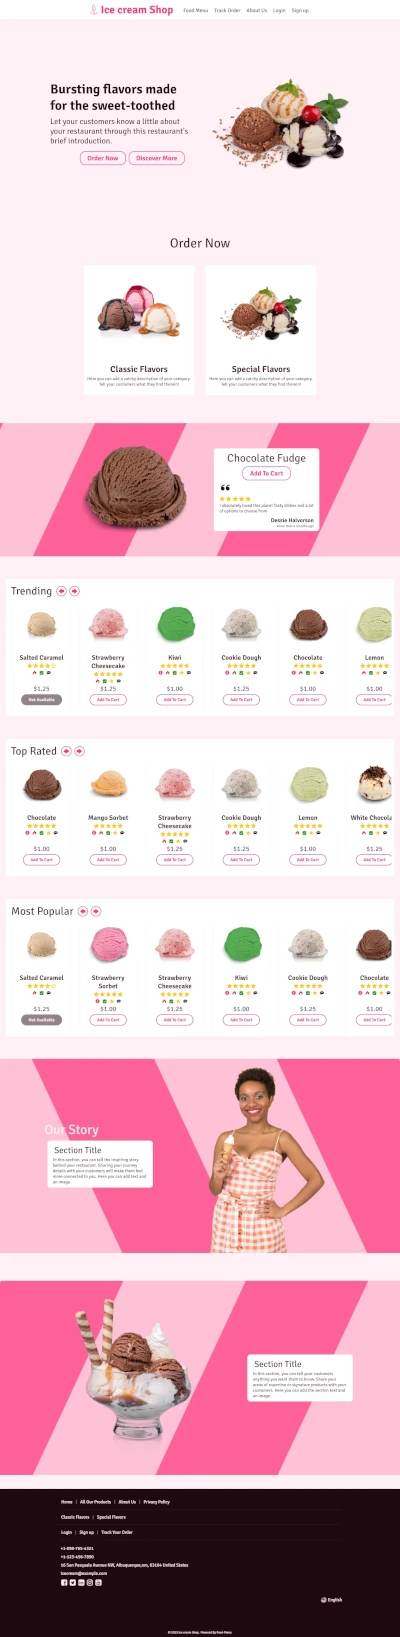 Ice cream Shop
Food Menu Track Order About Us Login Sign up
Bursting flavors made
for the sweet-toothed
Let your customers know a little about
your restaurant through this restaurant's
brief introduction.
Order Now Discover More
Order Now
Classic Flavors
Here you can add a catchy description of your category.
Tell your customers what they find therein!
Special Flavors
Here you can add a catchy description of your category.
Tell your customers what they find therein!
Chocolate Fudge
Add To Cart
I absolutely loved this place! Tasty dishes and a lot
of options to choose from
Dessie Halvorson
more than 6 months ago
Trending
Salted Caramel
$1.25
Not Available
Strawberry
Cheesecake
$1.25
Add To Cart
Kiwi
$1.00
Add To Cart
Cookie Dough
$1.25
Add To Cart
Chocolate
$1.00
Add To Cart
Lemon
$1.00
Add To Cart
Top Rated
Chocolate
$1.00
Add To Cart
Mango Sorbet
$1.00
Add To Cart
Strawberry
Cheesecake
$1.25
Add To Cart
Cookie Dough
$1.25
Add To Cart
Lemon
$1.00
Add To Cart
White Chocola
$1.25
Add To Cart
Most Popular
Salted Caramel
$1.25
Not Available
Strawberry
Sorbet
$1.00
Add To Cart
Strawberry
Cheesecake
$1.25
Add To Cart
Kiwi
$1.00
Add To Cart
Cookie Dough
$1.25
Add To Cart
Chocolate
$1.00
Add To Cart
Our Story
Section Title
In this section, you can tell the inspiring story
behind your restaurant. Sharing your journey
details with your customers will make them feel
more connected to you. Here you can add text and
an image.
Section Title
In this section, you can tell your customers
anything you want them to know. Share your
areas of expertise or signature products with your
customers. Here you can add the section text and
an image.
Home | All Our Products | About Us | Privacy Policy
Classic Flavors | Special Flavors
Login | Sign up | Track Your Order
+1-098-765-4321
+1-123-456-7890
16 San Pasquale Avenue NW, Albuquerque,nm, 83104 United States
icecream@example.com
English